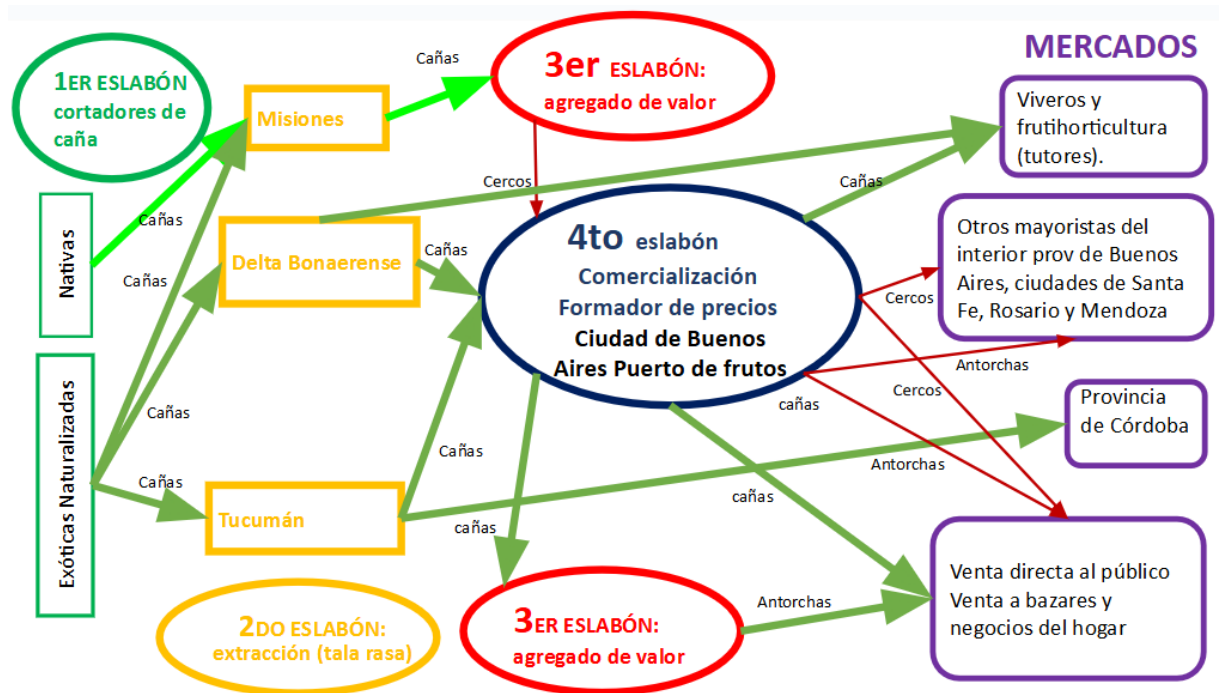 MERCADOS
1ER ESLABÓN
cortadores de
caña
Misiones
Cañas
3er ESLABÓN:
agregado de valor
Viveros y
frutihorticultura
(tutores).
Nativas
Cañas
Cañas
Delta Bonaerense
Cañas
Cercos
Cañas
4to eslabón
Comercialización
Formador de precios
Ciudad de Buenos
Aires Puerto de frutos
Otros mayoristas del
interior prov de Buenos
Aires, ciudades de Santa
Fe, Rosario y Mendoza
Cercos
Antorchas
Cercos
cañas
Exóticas Naturalizadas
Cañas
Cañas
Tucumán
Cañas
cañas
cañas
Antorchas
Provincia
de Córdoba
2DO ESLABÓN:
extracción (tala rasa)
3ER ESLABÓN:
agregado de valor
Antorchas
Venta directa al público
Venta a bazares y
negocios del hogar